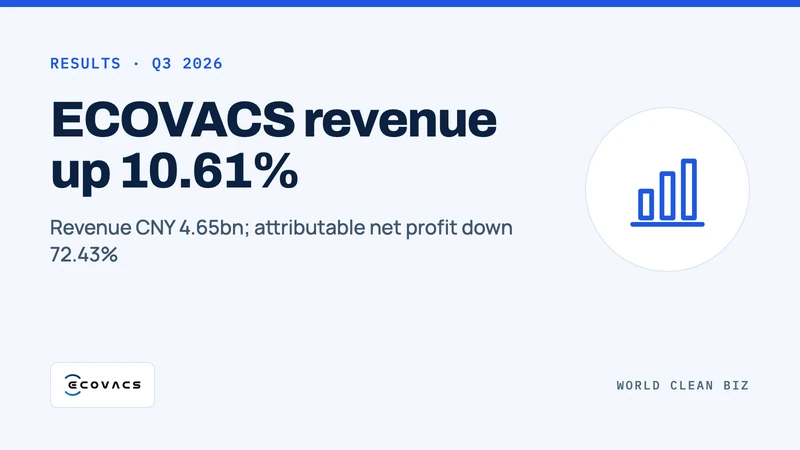 RESULTS · Q3 2026
ECOVACS revenue
up 10.61%
Revenue CNY 4.65bn; attributable net profit down
72.43%
ECOVACS
WORLD CLEAN BIZ